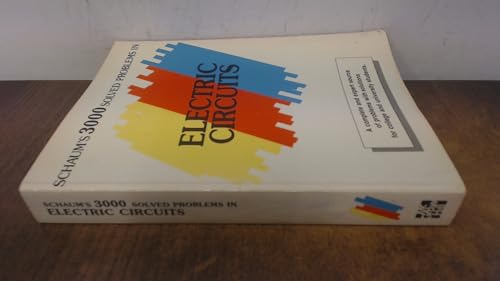 SCHAUM'S 3000 SOLVED PROBLEMS IN
ELECTRIC
CIRCUITS
A complete and expert source
of problems with solutions
for college and university students.
SCHAUM'S 3000 SOLVED PROBLEMS IN
ELECTRIC CIRCUITS